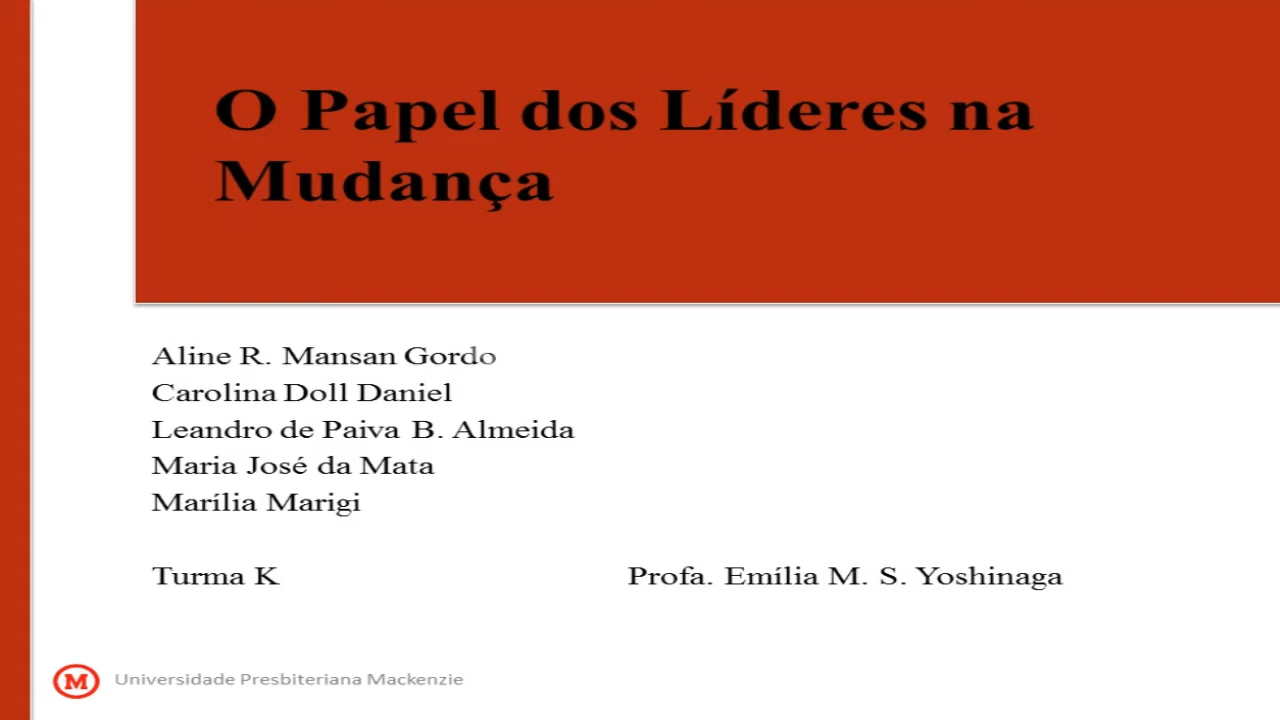 O Papel dos Líderes na
Mudança
Aline R. Mansan Gordo
Carolina Doll Daniel
Leandro de Paiva B. Almeida
Maria José da Mata
Marília Marigi
Turma K Profa. Emília M. S. Yoshinaga
M Universidade Presbiteriana Mackenzie